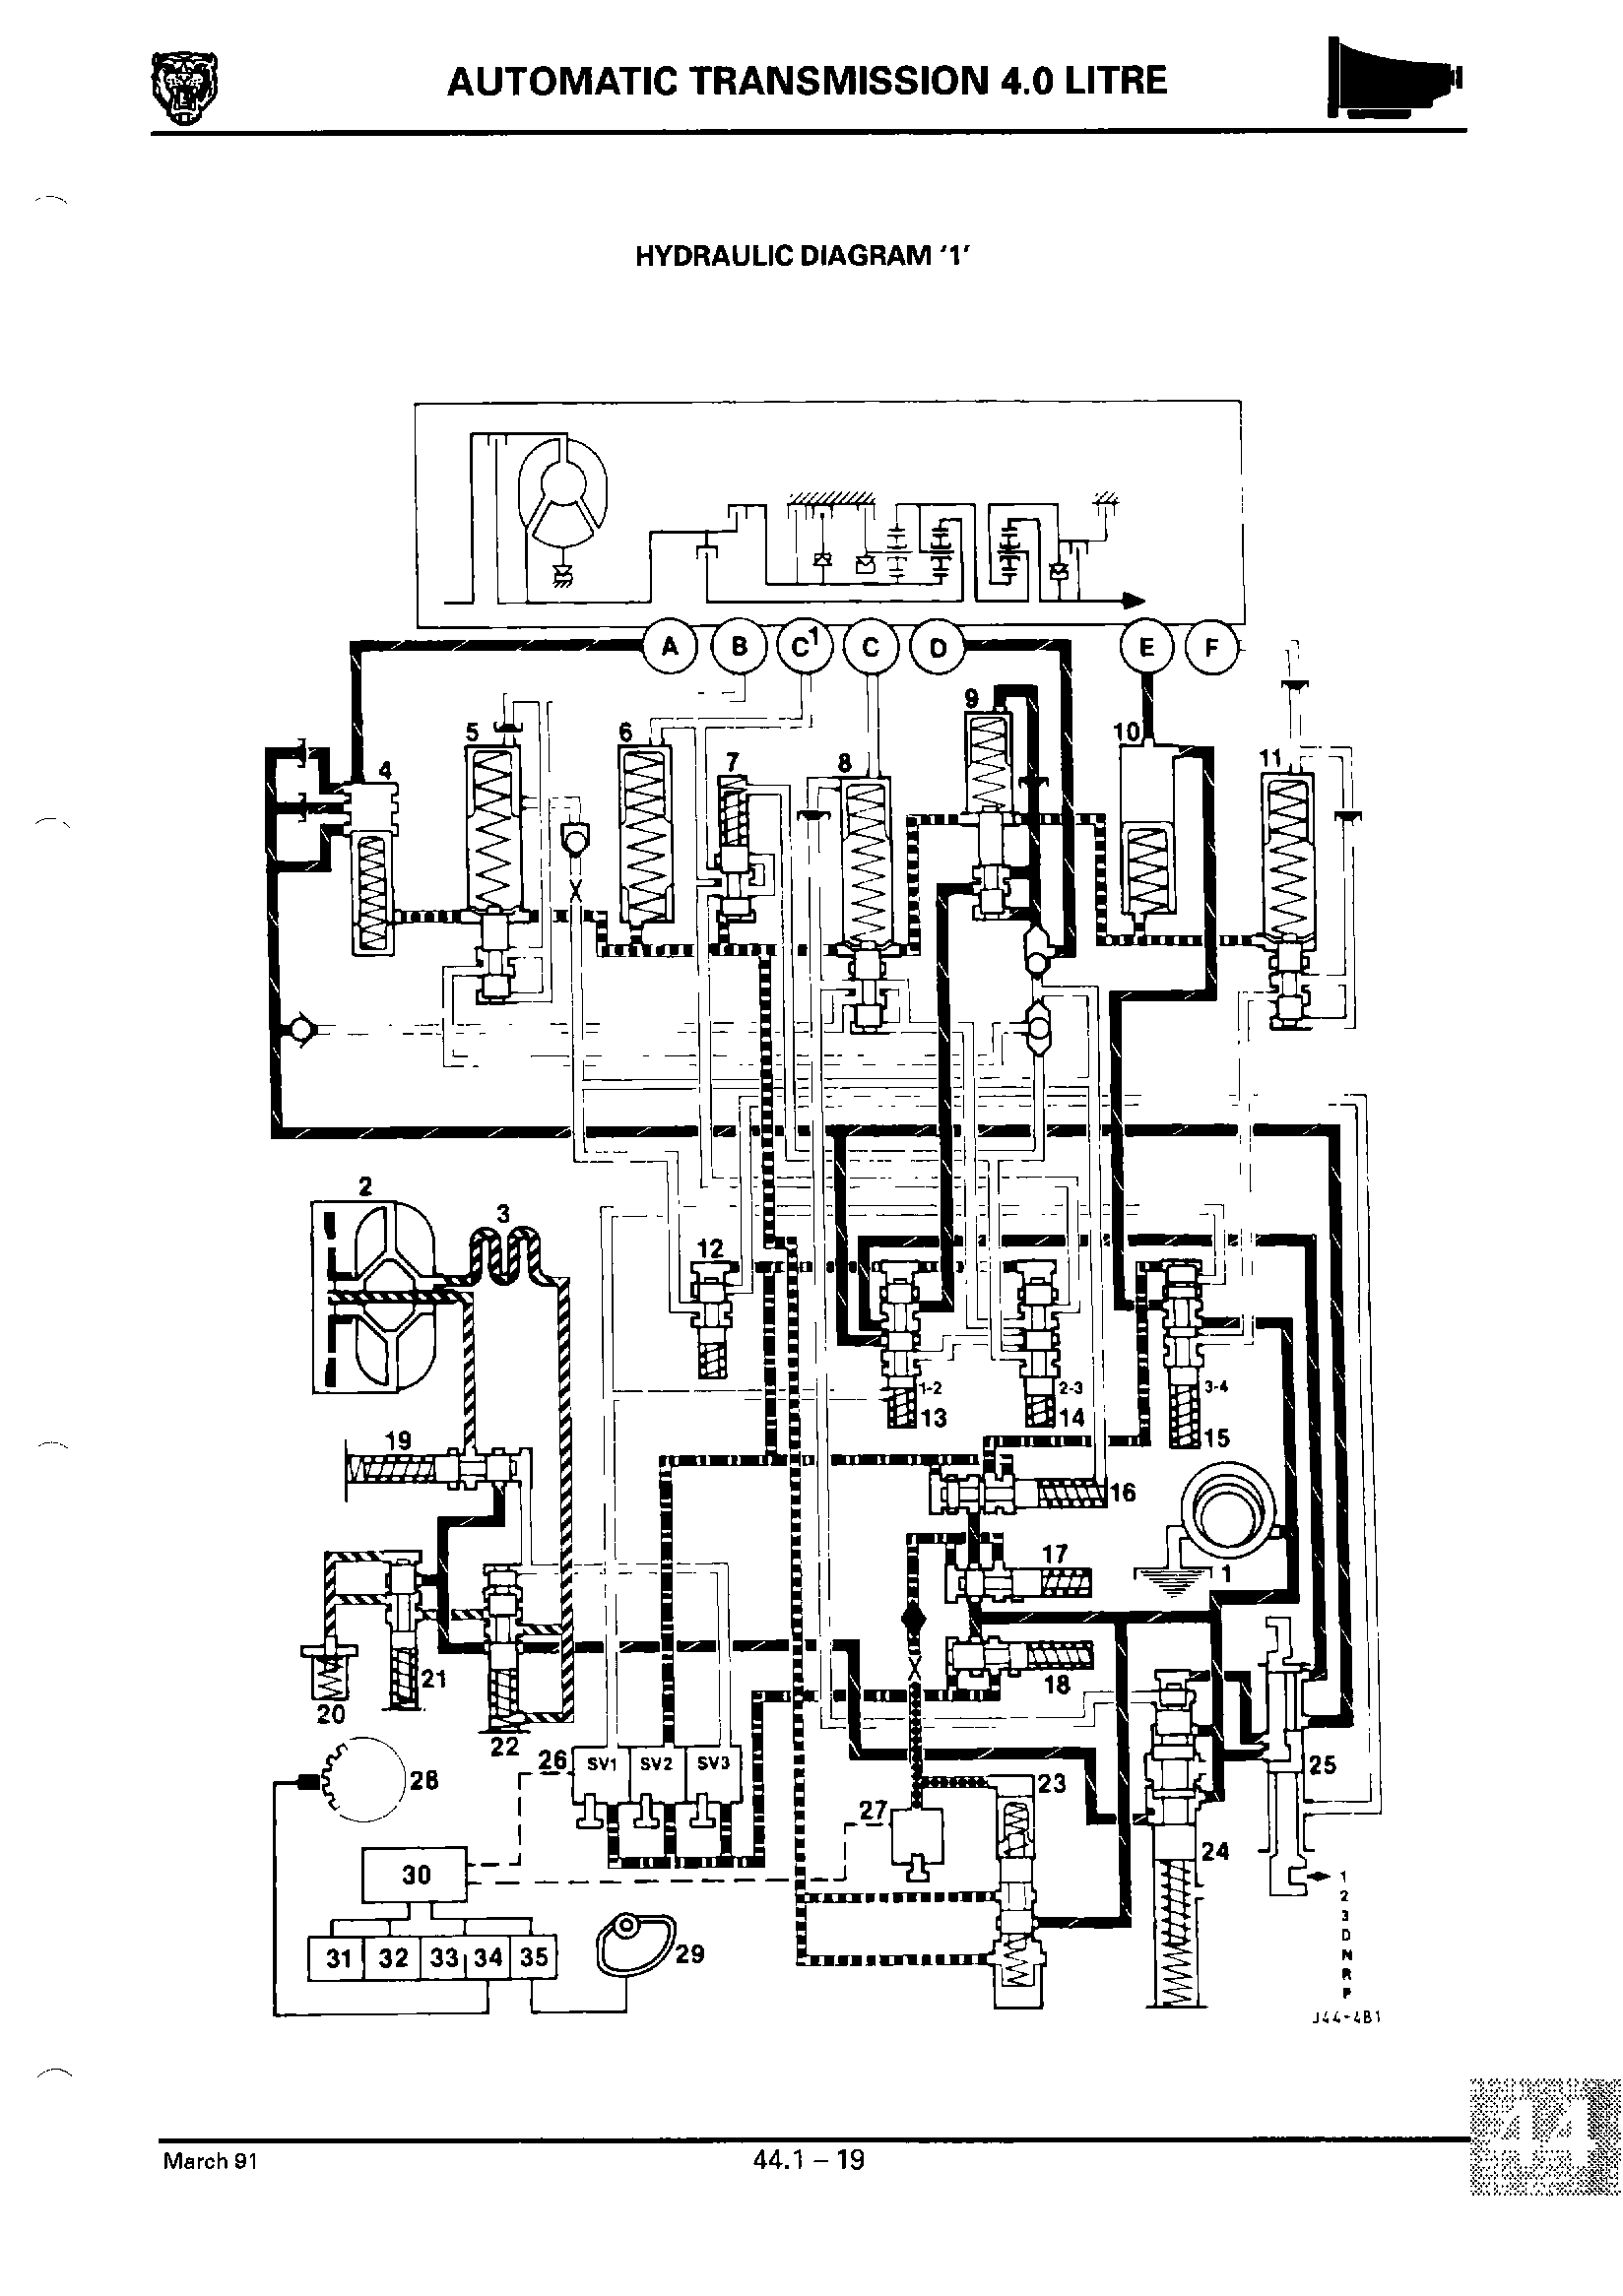 AUTOMATIC TRANSMISSION 4.0 LITRE
HYDRAULIC DIAGRAM '1'
A B C1 C D E F
9
5 6 10
7 8 11
4
2
3
12
1-2 2-3 3-4
13 14 15
19
16
17
1
21 18
20
22 25
26 SV1 SV2 SV3
28 23
27
24
30
1
2
3
D
N
R
P
31 32 33 34 35 29
J44-4B1
44
March 91 44.1 – 19